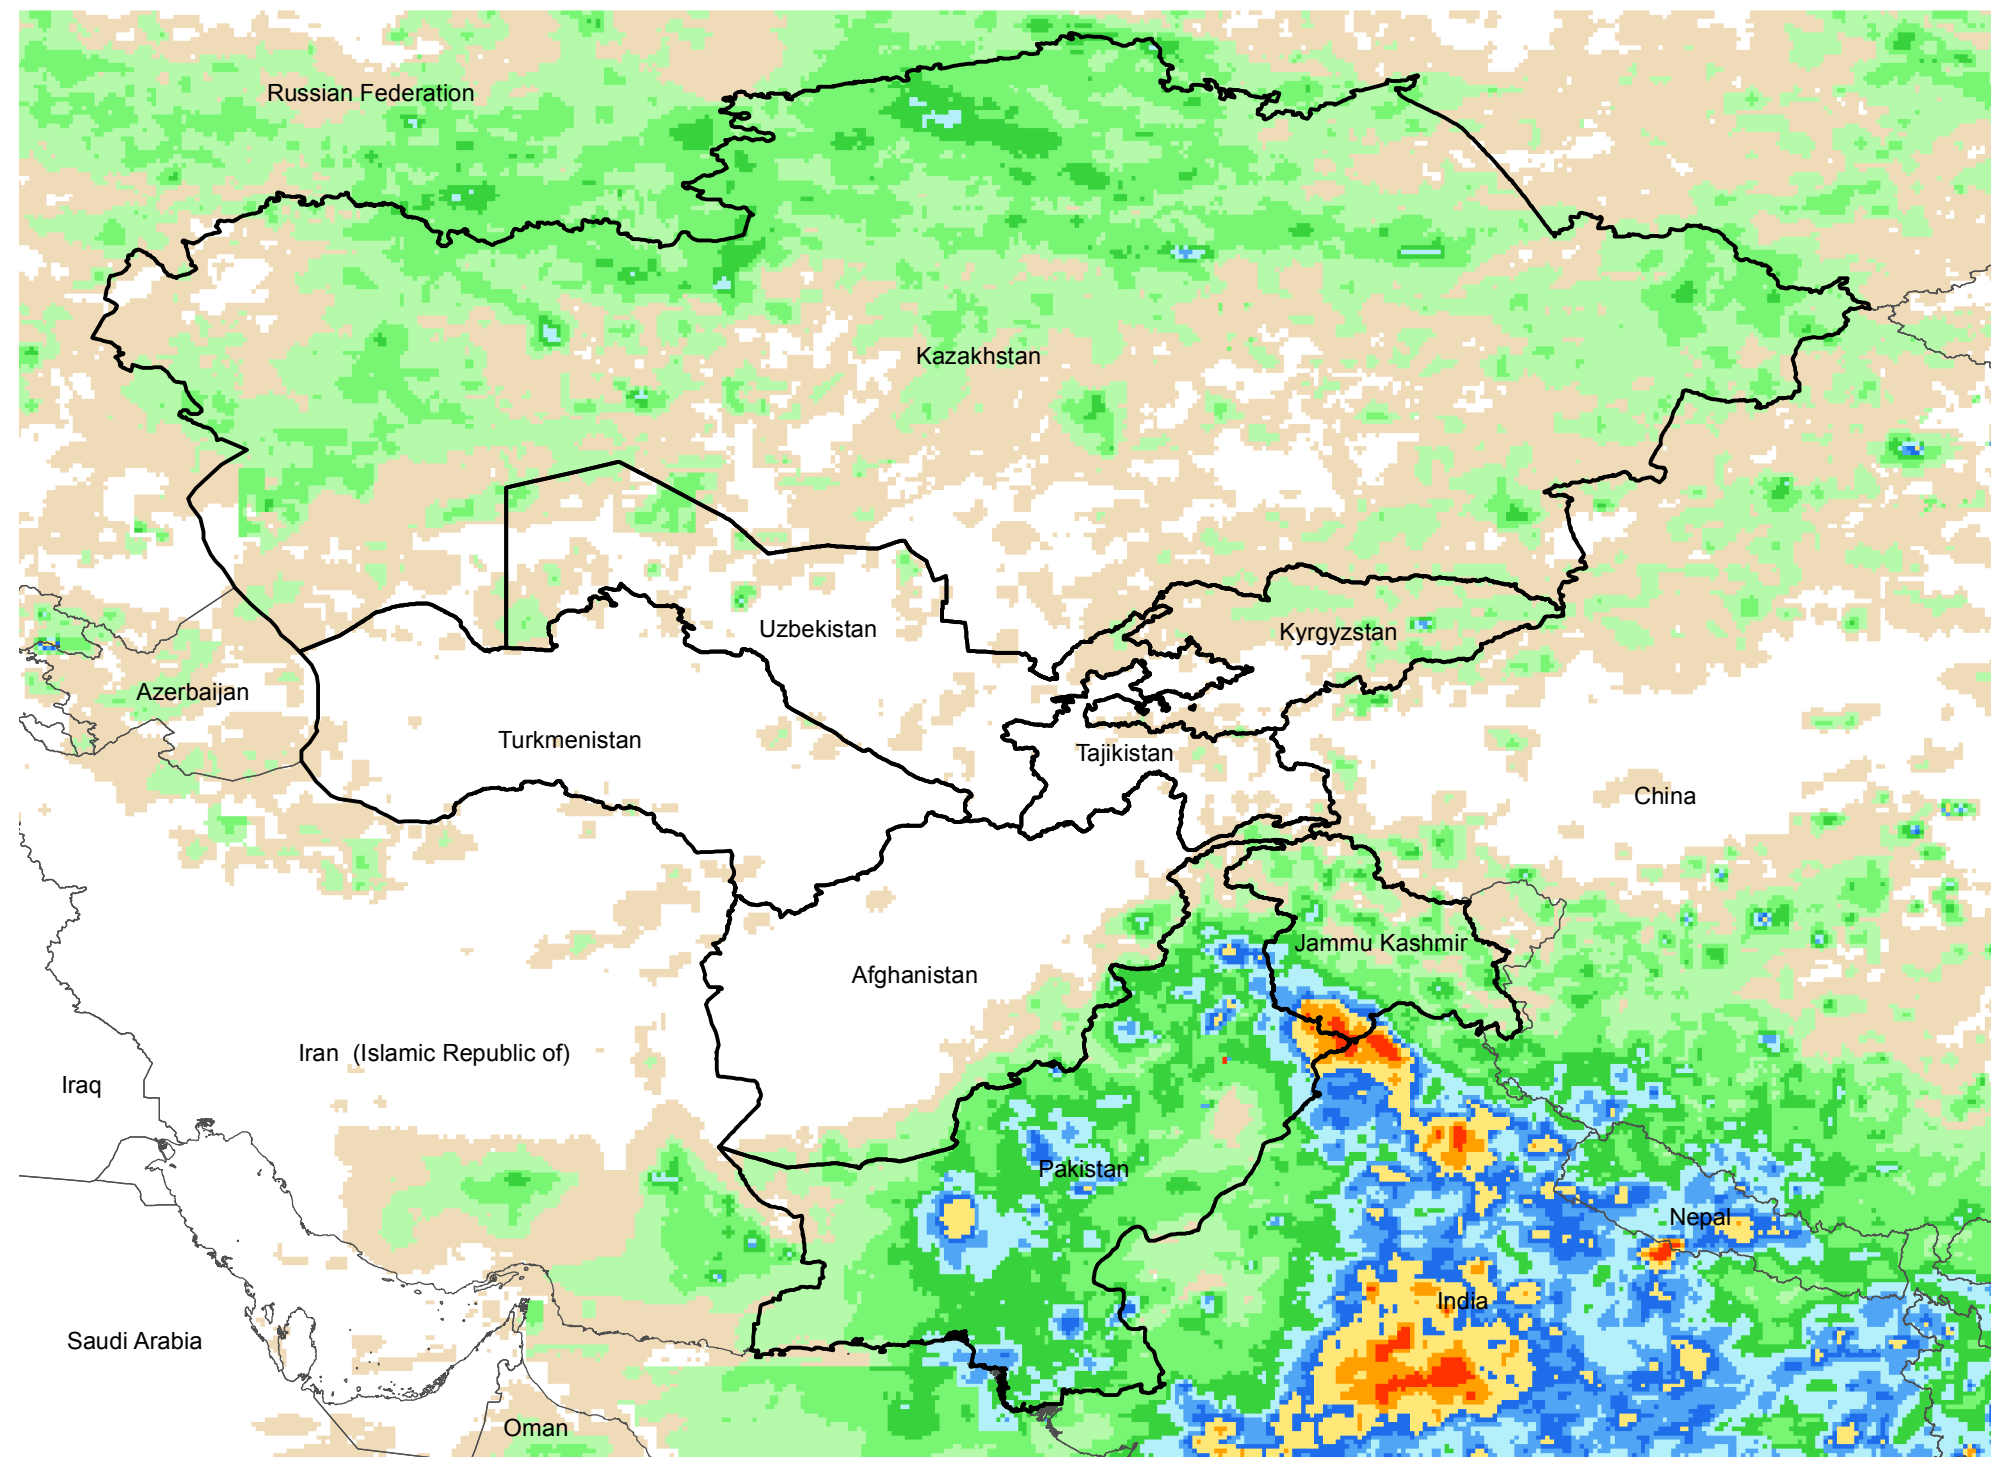 Russian Federation
Kazakhstan
Uzbekistan
Kyrgyzstan
Azerbaijan
Turkmenistan
Tajikistan
China
Jammu Kashmir
Afghanistan
Iran  (Islamic Republic of)
Iraq
Pakistan
Nepal
India
Saudi Arabia
Oman